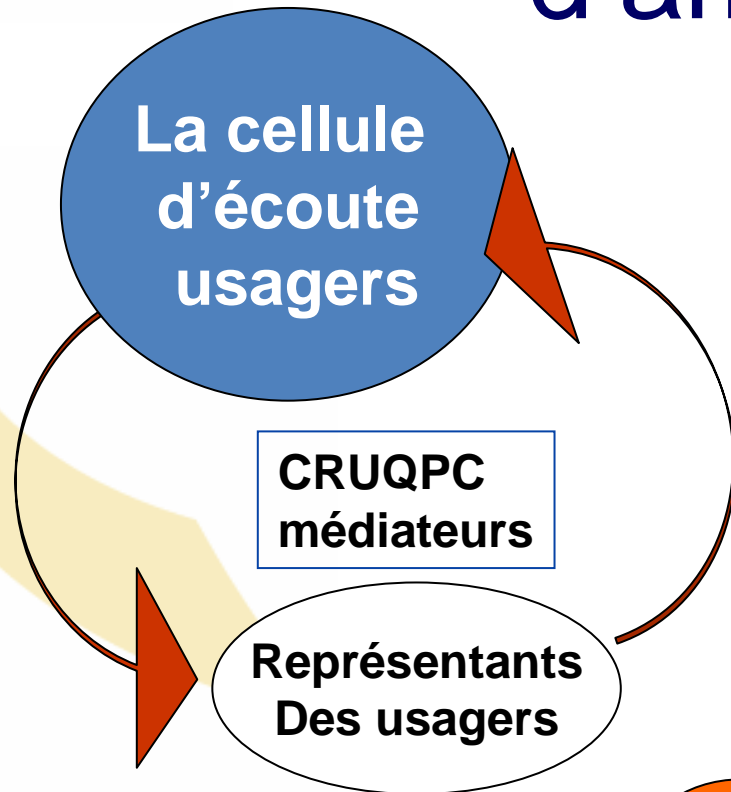 La cellule
d’écoute
usagers
CRUQPC
médiateurs
Représentants
Des usagers